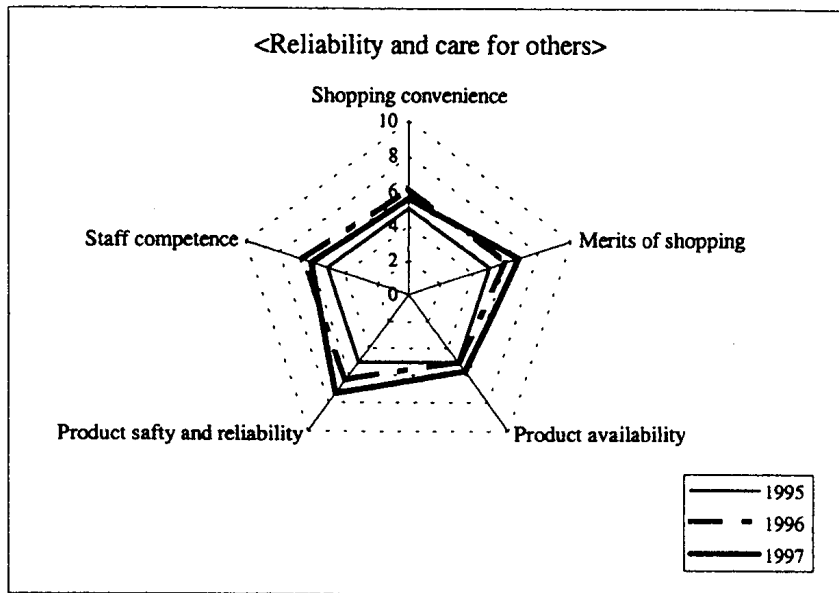 <Reliability and care for others>
Shopping convenience
10
8
6
4
2
0
Staff competence
Merits of shopping
Product safty and reliability
Product availability
1995
1996
1997